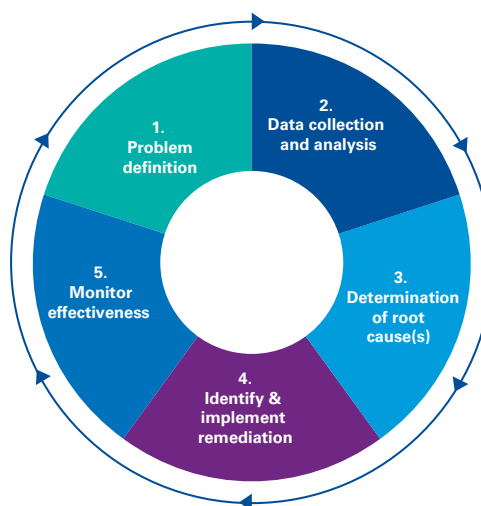 1.
Problem
definition
2.
Data collection
and analysis
3.
Determination
of root
cause(s)
4.
Identify &
implement
remediation
5.
Monitor
effectiveness